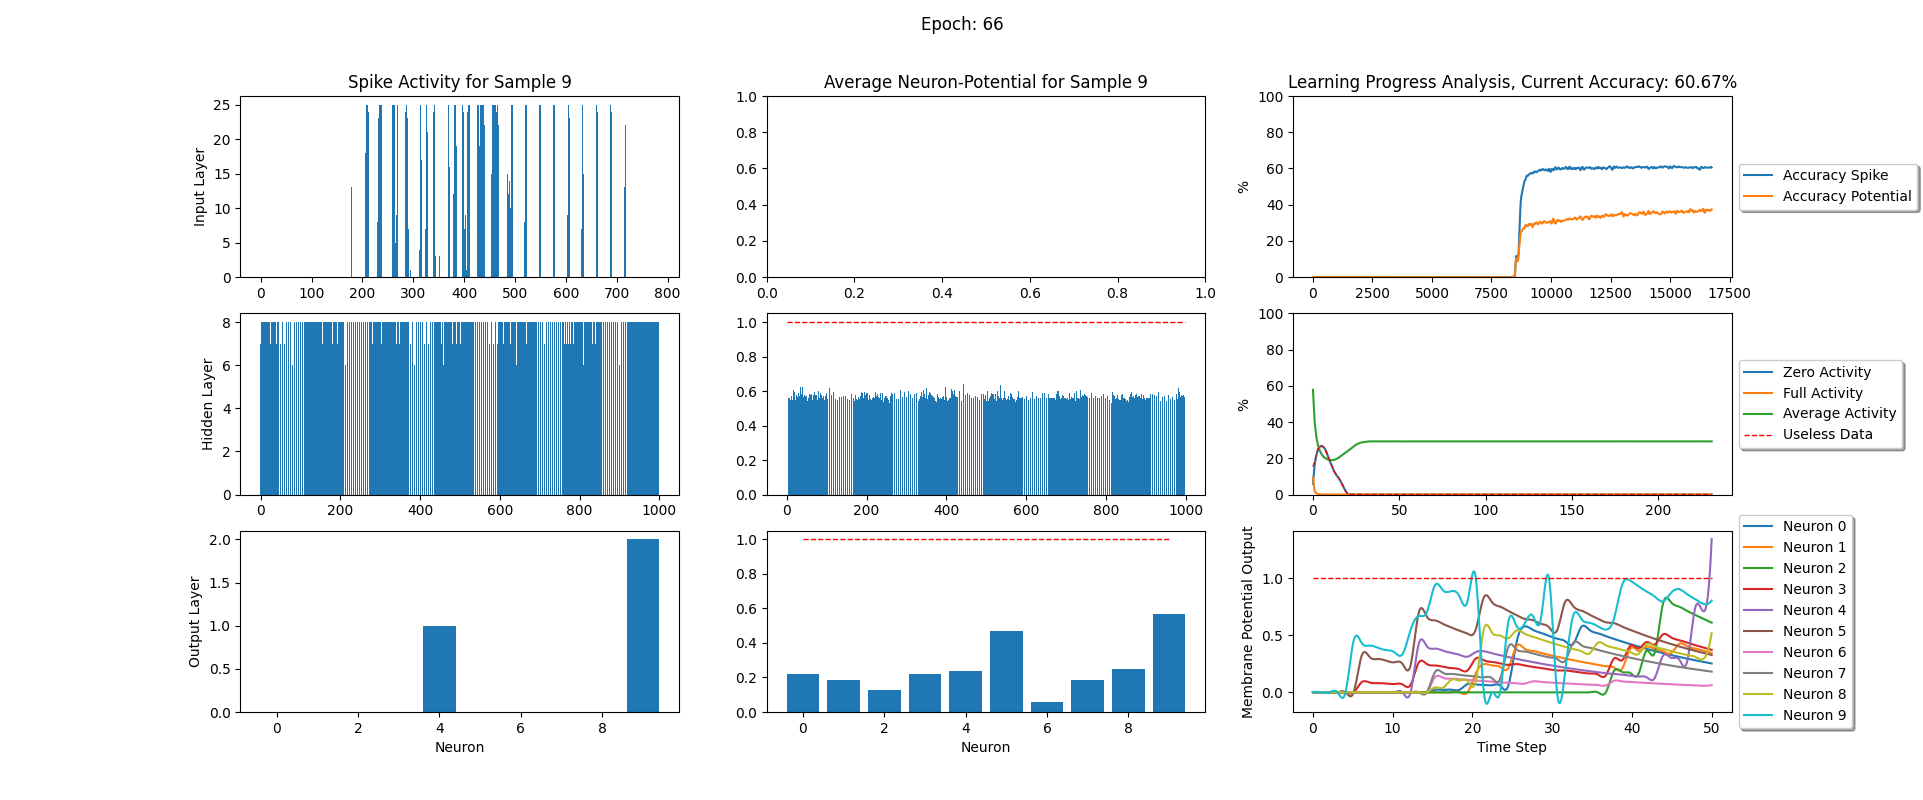 Epoch: 66
Spike Activity for Sample 9
Average Neuron-Potential for Sample 9
Learning Progress Analysis, Current Accuracy: 60.67%
Input Layer
25
20
15
10
5
0
0 100 200 300 400 500 600 700 800
1.0
0.8
0.6
0.4
0.2
0.0
0.0 0.2 0.4 0.6 0.8 1.0
%
100
80
60
40
20
0
0 2500 5000 7500 10000 12500 15000 17500
Accuracy Spike
Accuracy Potential
Hidden Layer
8
6
4
2
0
0 200 400 600 800 1000
1.0
0.8
0.6
0.4
0.2
0.0
0 200 400 600 800 1000
%
100
80
60
40
20
0
0 50 100 150 200
Zero Activity
Full Activity
Average Activity
Useless Data
Output Layer
2.0
1.5
1.0
0.5
0.0
0 2 4 6 8
Neuron
1.0
0.8
0.6
0.4
0.2
0.0
0 2 4 6 8
Neuron
Membrane Potential Output
1.0
0.5
0.0
0 10 20 30 40 50
Time Step
Neuron 0
Neuron 1
Neuron 2
Neuron 3
Neuron 4
Neuron 5
Neuron 6
Neuron 7
Neuron 8
Neuron 9